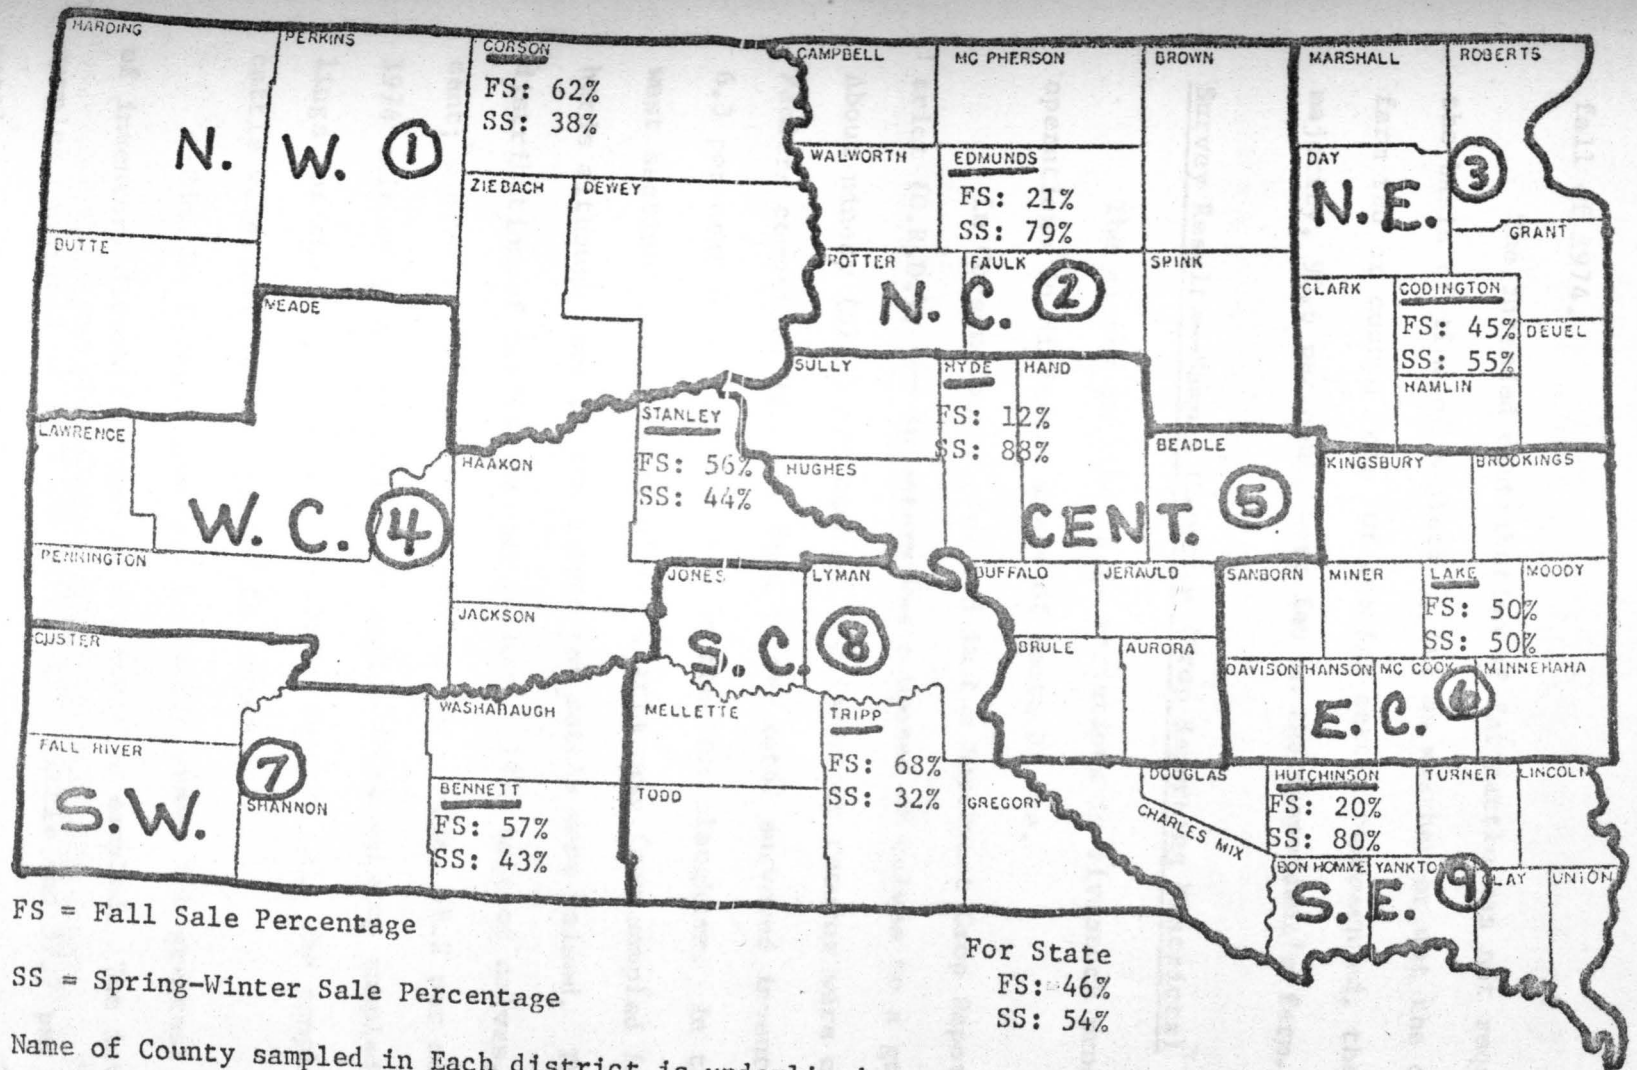 HARDING
PERKINS
CORSON
FS: 62%
SS: 38%
CAMPBELL
MC PHERSON
BROWN
MARSHALL
ROBERTS
N. W. 1
ZIEBACH
DEWEY
WALWORTH
EDMUNDS
FS: 21%
SS: 79%
DAY
N.E. 3
GRANT
BUTTE
POTTER
FAULK
SPINK
N. C. 2
CLARK
CODINGTON
FS: 45%
SS: 55%
DEUEL
HAMLIN
MEADE
SULLY
HYDE
FS: 12%
SS: 88%
HAND
LAWRENCE
STANLEY
FS: 56%
SS: 44%
HAAKON
HUGHES
BEADLE
KINGSBURY
BROOKINGS
W. C. 4
CENT. 5
PENNINGTON
JONES
LYMAN
BUFFALO
JERAULD
SANBORN
MINER
LAKE
FS: 50%
SS: 50%
MOODY
JACKSON
CUSTER
S.C. 8
BRULE
AURORA
DAVISON
HANSON
MC COOK
MINNEHAHA
E.C. 6
WASHABAUGH
MELLETTE
TRIPP
FS: 68%
SS: 32%
FALL RIVER
7
S.W.
SHANNON
BENNETT
FS: 57%
SS: 43%
TODD
GREGORY
DOUGLAS
CHARLES MIX
HUTCHINSON
FS: 20%
SS: 80%
TURNER
LINCOLN
BON HOMME
YANKTO
LAY
UNION
S. E. 9
FS = Fall Sale Percentage
SS = Spring-Winter Sale Percentage
Name of County sampled in Each district is
For State
FS: 46%
SS: 54%